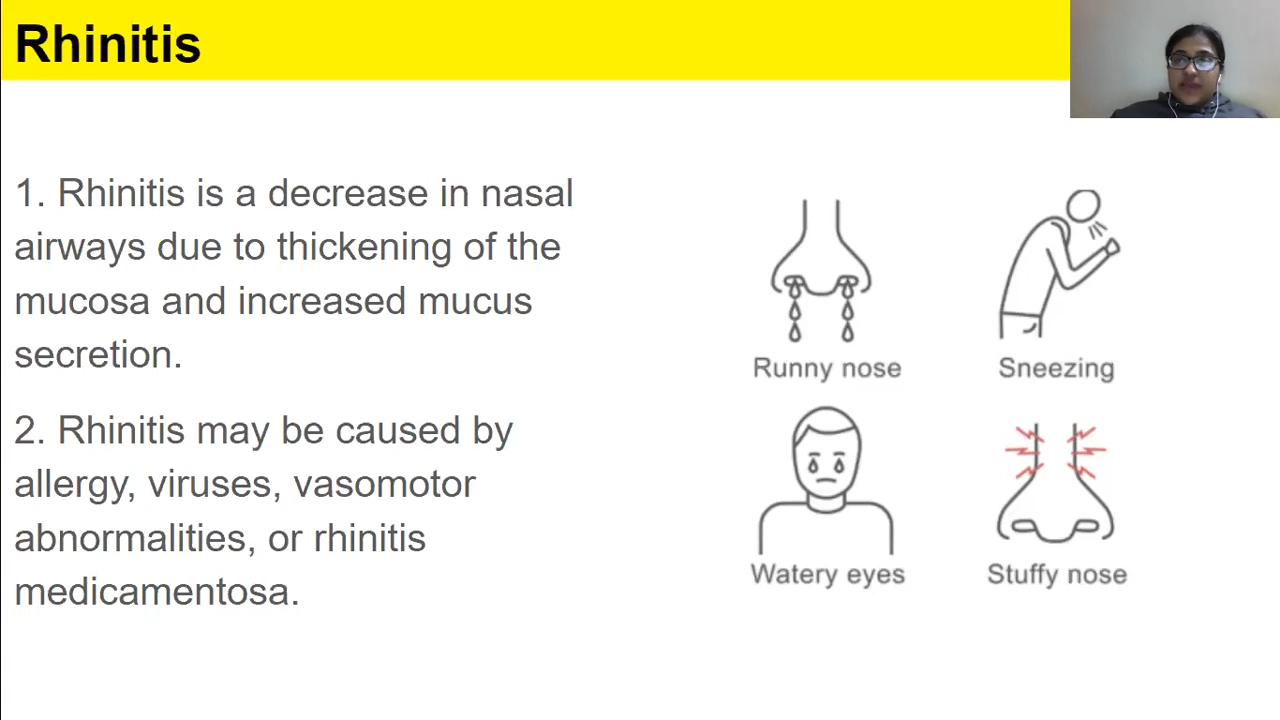 Rhinitis
1. Rhinitis is a decrease in nasal
airways due to thickening of the
mucosa and increased mucus
secretion.
2. Rhinitis may be caused by
allergy, viruses, vasomotor
abnormalities, or rhinitis
medicamentosa.
Runny nose
Sneezing
Watery eyes
Stuffy nose